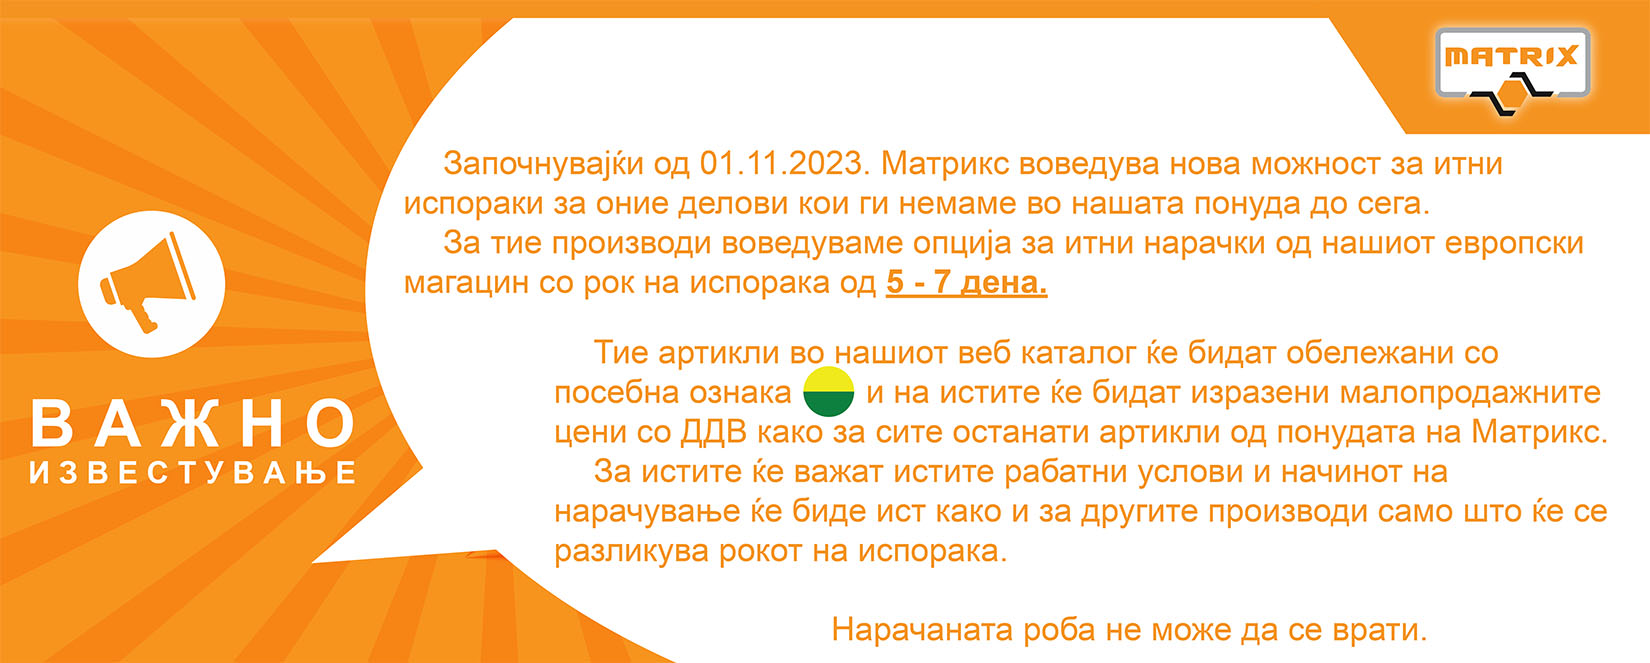 MATRIX
Започнувајќи од 01.11.2023. Матрикс воведува нова можност за итни
испораки за оние делови кои ги немаме во нашата понуда до сега.
За тие производи воведуваме опција за итни нарачки од нашиот европски
магацин со рок на испорака од 5 - 7 дена.
Тие артикли во нашиот веб каталог ќе бидат обележани со
посебна ознака и на истите ќе бидат изразени малопродажните
цени со ДДВ како за сите останати артикли од понудата на Матрикс.
За истите ќе важат истите рабатни услови и начинот на
нарачување ќе биде ист како и за другите производи само што ќе се
разликува рокот на испорака.
Нарачаната роба не може да се врати.
ВАЖНО
ИЗВЕСТУВАЊЕ